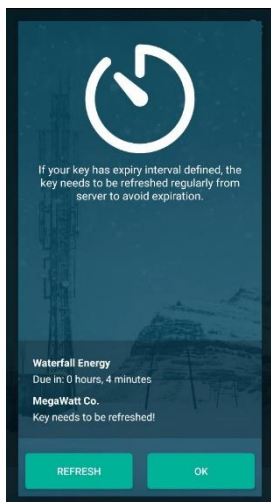 If your key has expiry interval defined, the
key needs to be refreshed regularly from
server to avoid expiration.
Waterfall Energy
Due in: 0 hours, 4 minutes
MegaWatt Co.
Key needs to be refreshed!
REFRESH
OK